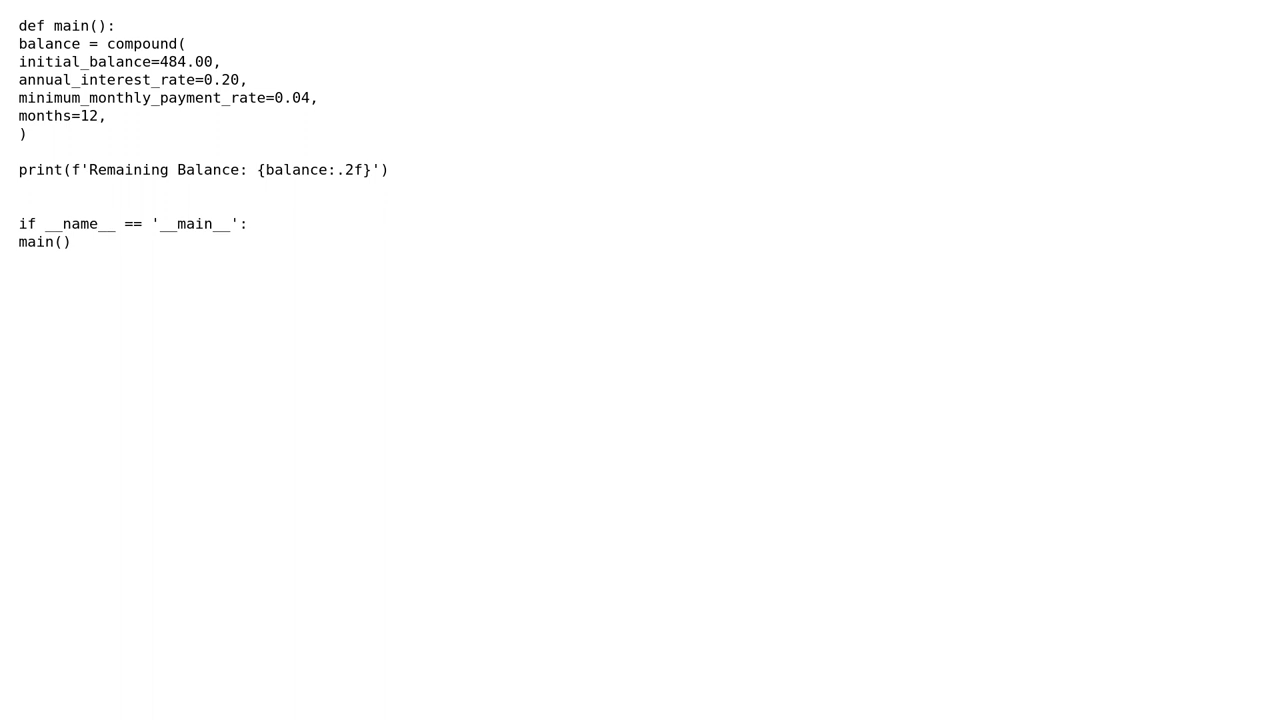 def main():
balance = compound(
initial_balance=484.00,
annual_interest_rate=0.20,
minimum_monthly_payment_rate=0.04,
months=12,
)

print(f'Remaining Balance: {balance:.2f}')


if __name__ == '__main__':
main()